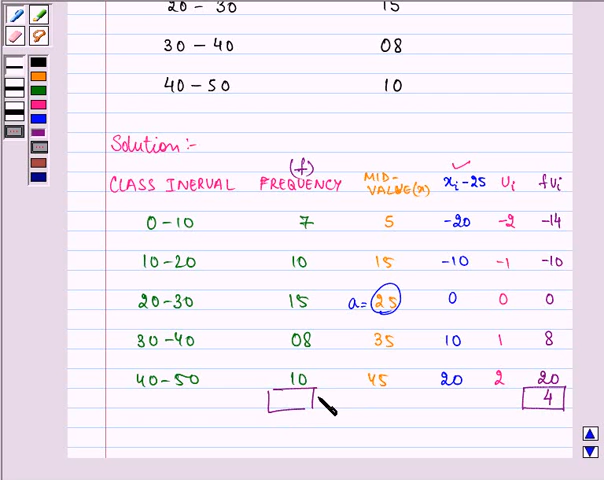 20 - 30 15
30 - 40 08
40 - 50 10
Solution :-
(f)
CLASS INERVAL FREQUENCY MID-VALUE(x) xi - 25 Ui fui
0 - 10 7 5 -20 -2 -14
10 - 20 10 15 -10 -1 -10
20 - 30 15 a = 25 0 0 0
30 - 40 08 35 10 1 8
40 - 50 10 45 20 2 20
4